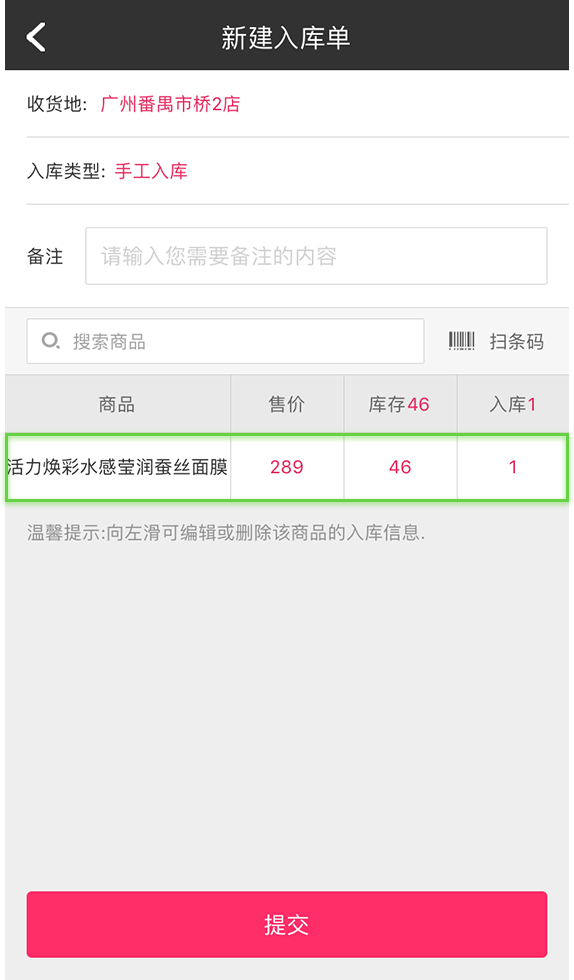 新建入库单
收货地: 广州番禺市桥2店
入库类型: 手工入库
备注 请输入您需要备注的内容
搜索商品 扫条码
商品 售价 库存46 入库1
活力焕彩水感莹润蚕丝面膜 289 46 1
温馨提示:向左滑可编辑或删除该商品的入库信息.
提交